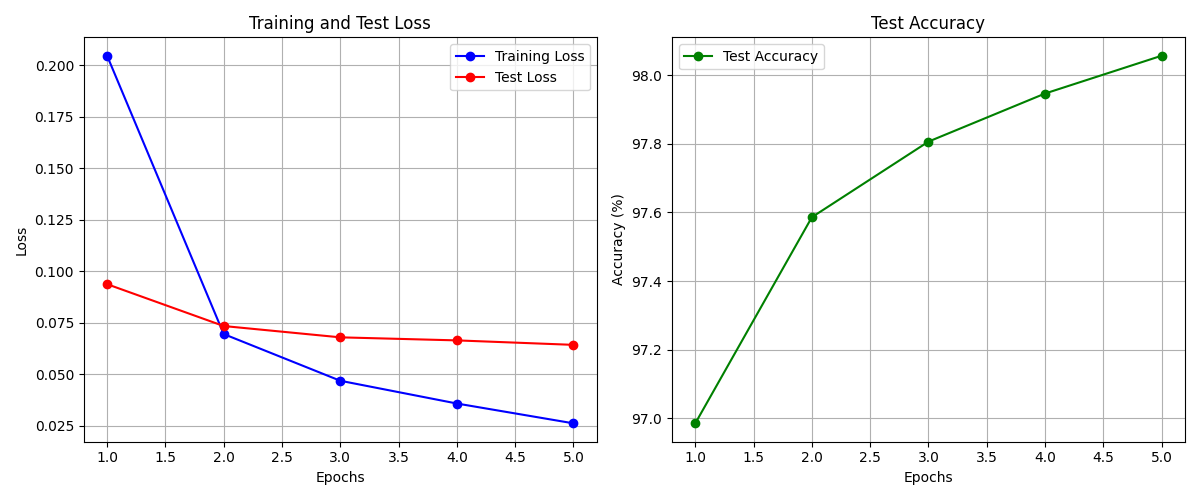 Training and Test Loss
Training Loss
Test Loss
0.200
0.175
0.150
0.125
0.100
0.075
0.050
0.025
Loss
1.0 1.5 2.0 2.5 3.0 3.5 4.0 4.5 5.0
Epochs
Test Accuracy
Test Accuracy
98.0
97.8
97.6
97.4
97.2
97.0
Accuracy (%)
1.0 1.5 2.0 2.5 3.0 3.5 4.0 4.5 5.0
Epochs